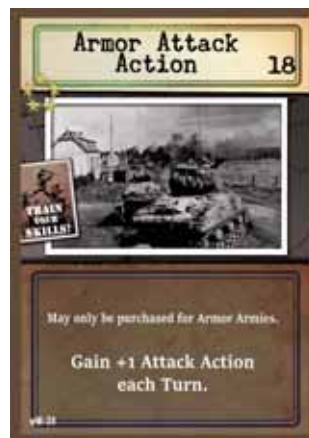 Armor Attack
Action 18
TRAIN
YOUR
SKILLS!
May only be purchased for Armor Armies.
Gain +1 Attack Action
each Turn.